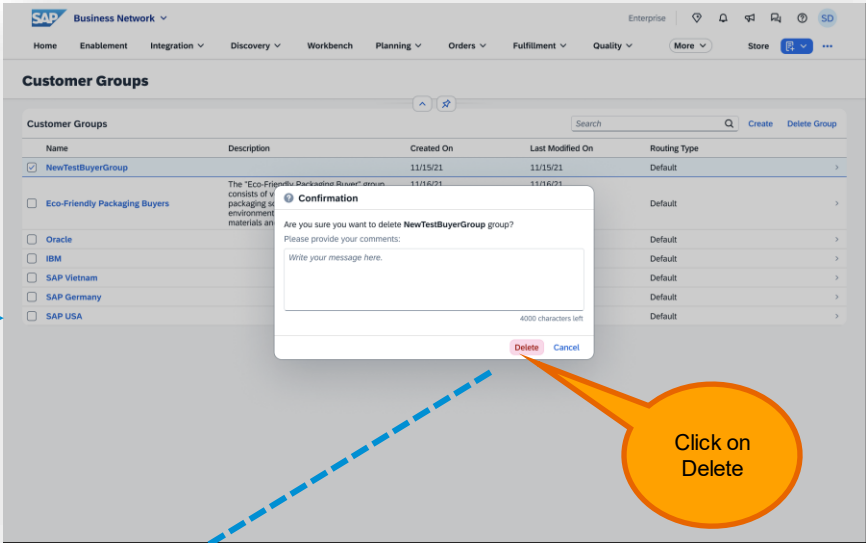 SAP Business Network Enterprise SD
Home Enablement Integration Discovery Workbench Planning Orders Fulfillment Quality More Store
Customer Groups
Customer Groups Search Create Delete Group
Name Description Created On Last Modified On Routing Type
NewTestBuyerGroup 11/15/21 11/15/21 Default
The "Eco-Friendly Packaging Buyer" group 11/16/21 11/16/21
consists of v
Eco-Friendly Packaging Buyers packaging so Default
environment
materials an
Oracle Default
IBM Default
SAP Vietnam Default
SAP Germany Default
SAP USA Default
Confirmation
Are you sure you want to delete NewTestBuyerGroup group?
Please provide your comments:
Write your message here.
4000 characters left
Delete Cancel
Click on
Delete